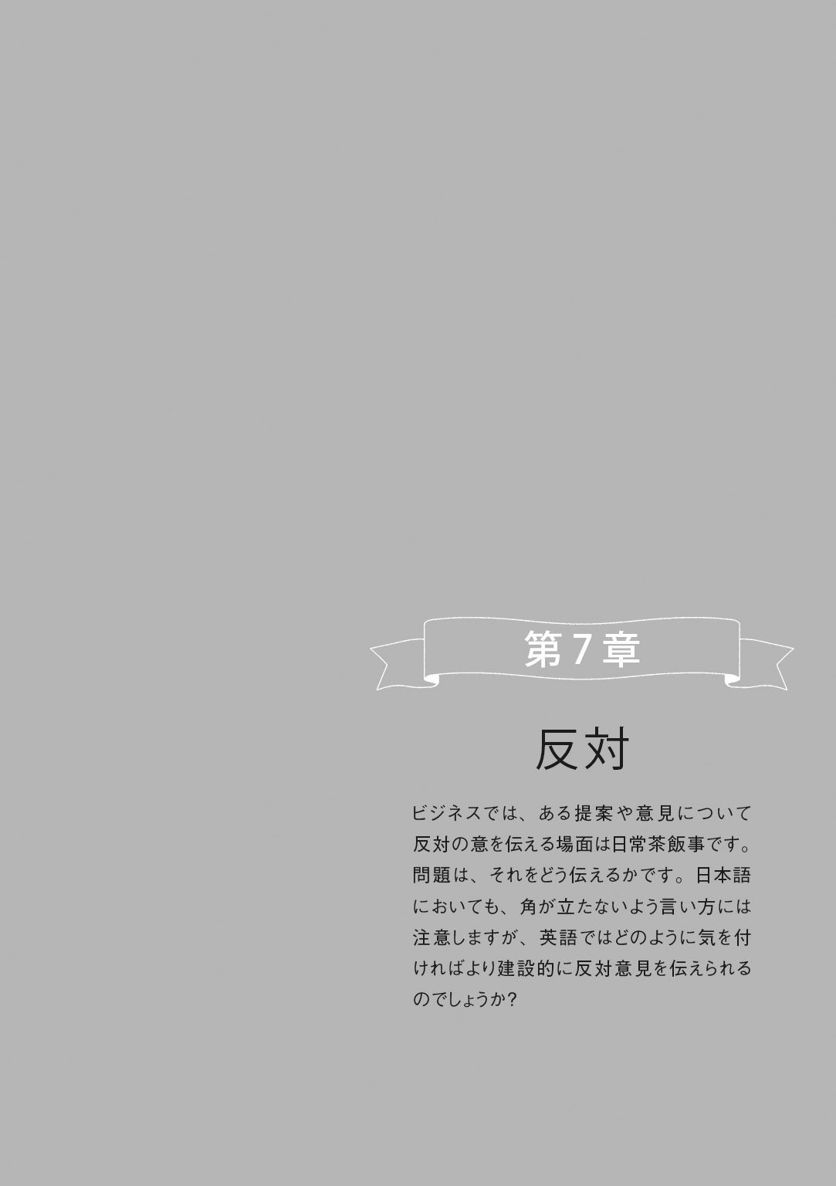 第7章
反対
ビジネスでは、ある提案や意見について
反対の意を伝える場面は日常茶飯事です。
問題は、それをどう伝えるかです。日本語
においても、角が立たないよう言い方には
注意しますが、英語ではどのように気を付
ければより建設的に反対意見を伝えられる
のでしょうか?